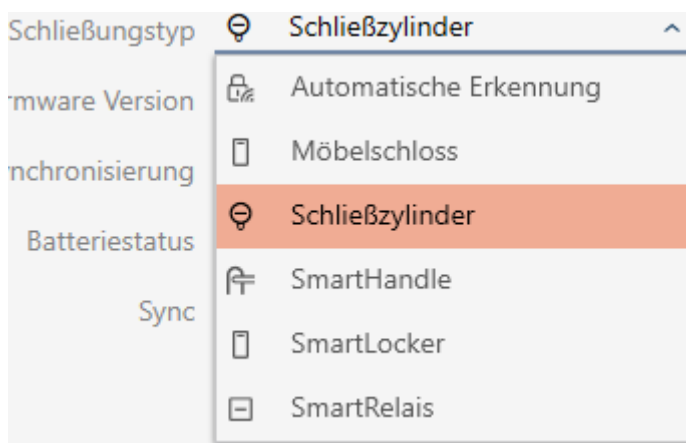 Schließungstyp Schließzylinder
rmware Version Automatische Erkennung
Möbelschloss
nchronisierung
Schließzylinder
Batteriestatus
SmartHandle
Sync
SmartLocker
SmartRelais